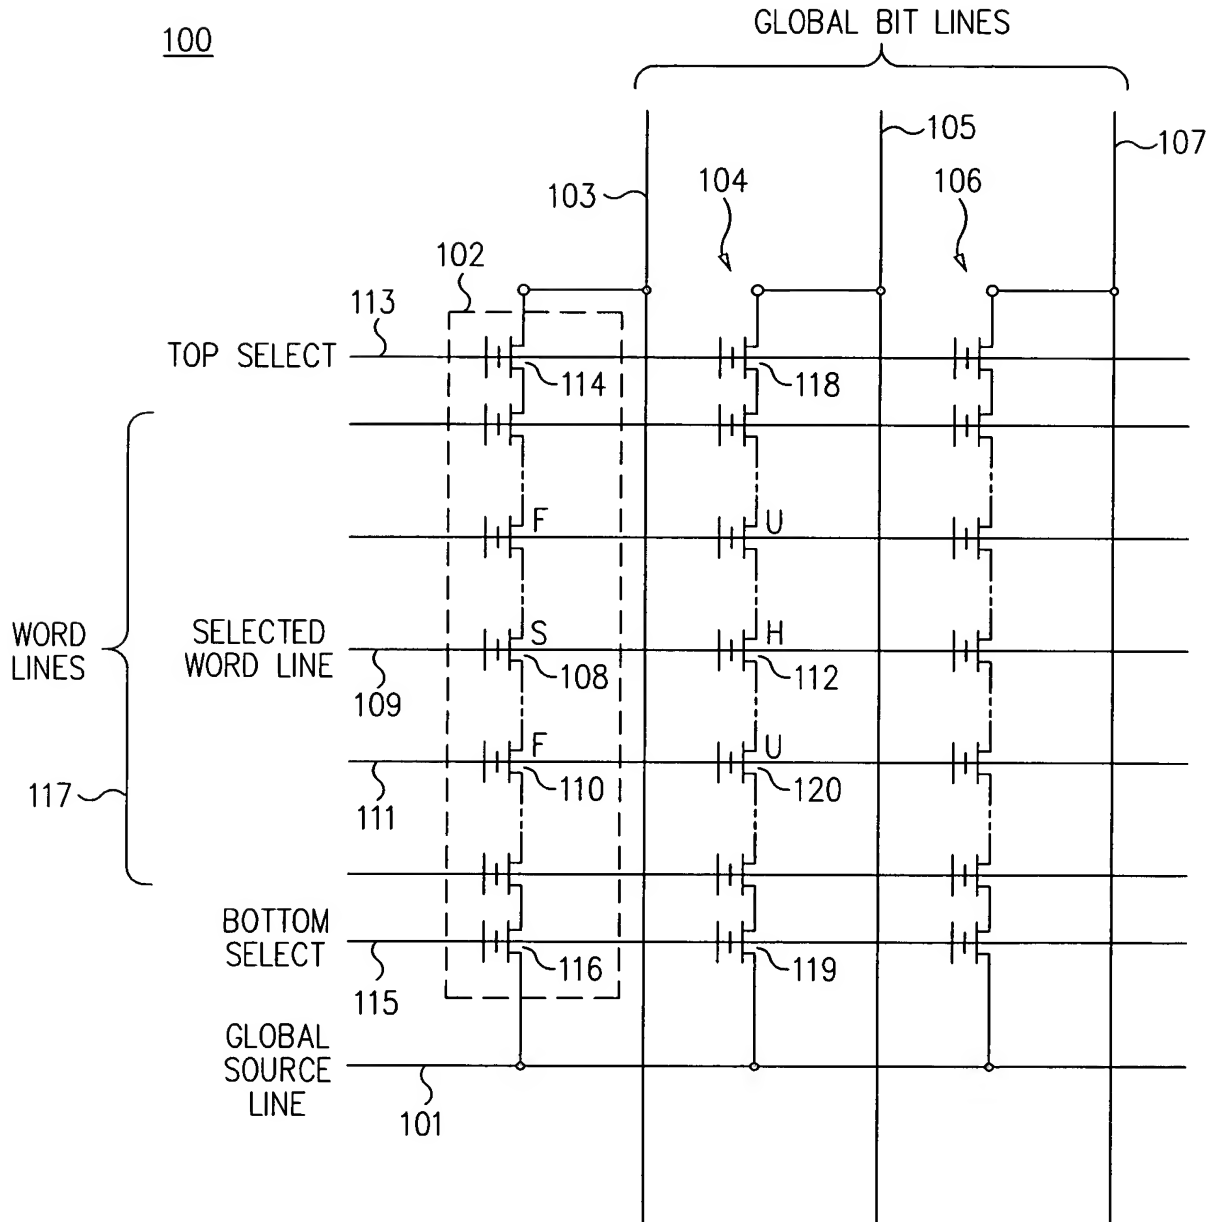 100
GLOBAL BIT LINES
105
107
103
104
106
102
113
TOP SELECT
114
118
F
U
WORD
LINES
SELECTED
WORD LINE
S
H
109
108
112
F
U
117
111
110
120
BOTTOM
SELECT
115
116
119
GLOBAL
SOURCE
LINE
101